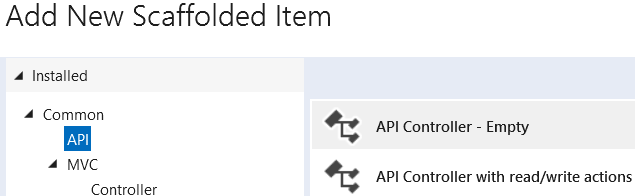 Add New Scaffolded Item
Installed
Common
API
MVC
Controller
API Controller - Empty
API Controller with read/write actions